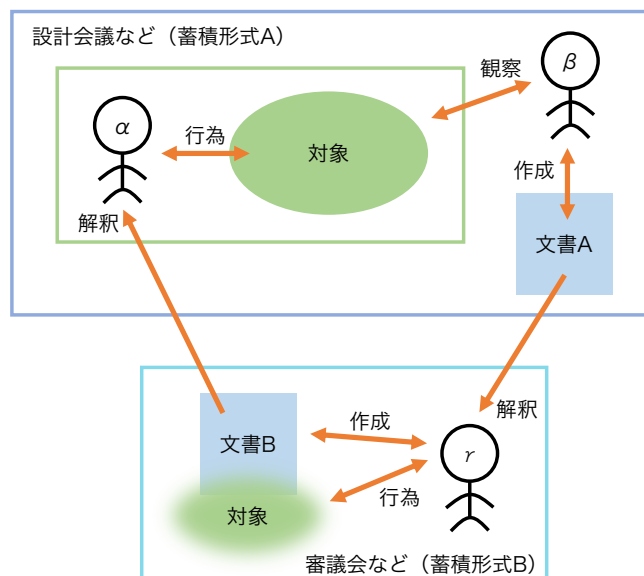 設計会議など（蓄積形式A）
β
観察
α
行為
対象
作成
解釈
文書A
解釈
作成
文書B
r
行為
対象
審議会など（蓄積形式B）